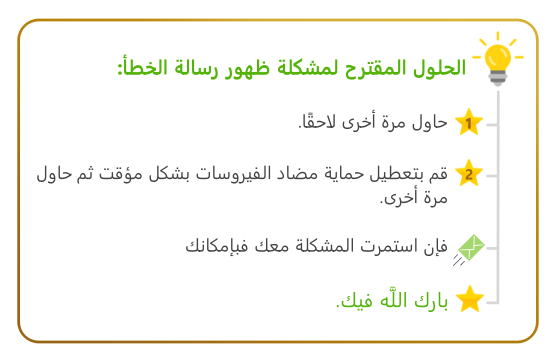 الحلول المقترح لمشكلة ظهور رسالة الخطأ:
1 حاول مرة أخرى لاحقًا.
2 قم بتعطيل حماية مضاد الفيروسات بشكل مؤقت ثم حاول
مرة أخرى.
فإن استمرت المشكلة معك فبإمكانك
بارك اللَّه فيك.